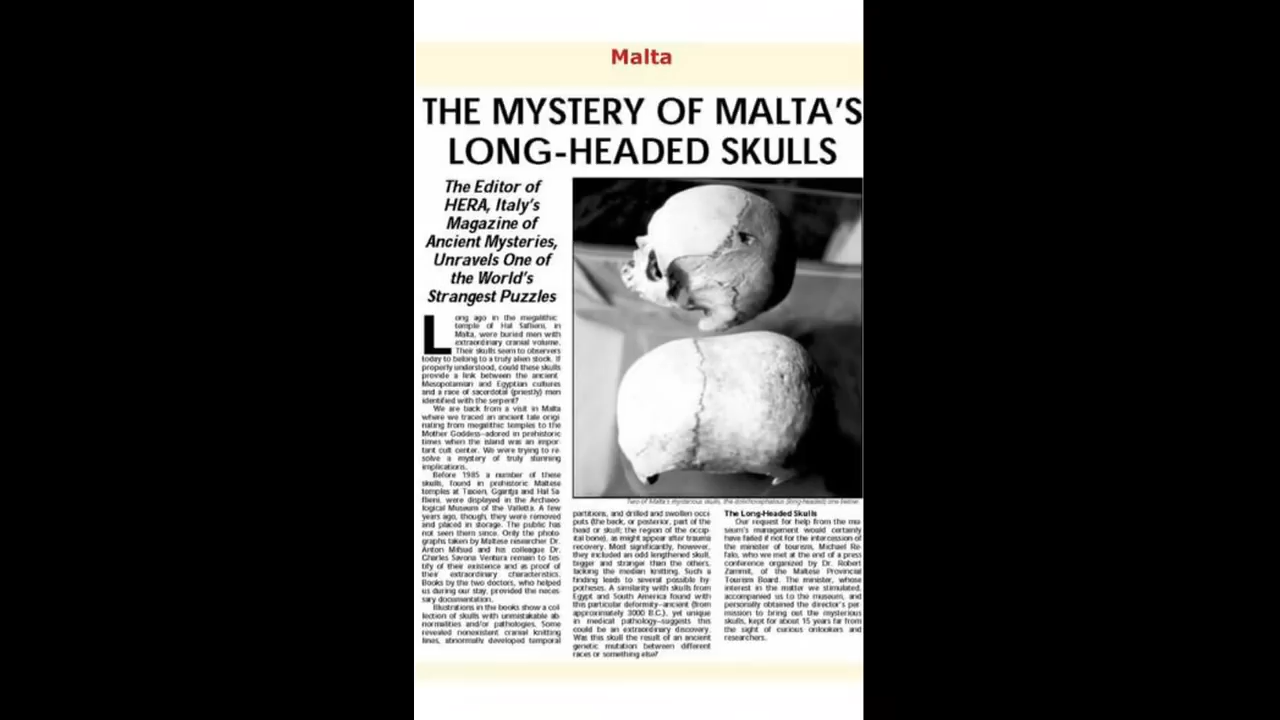 Malta
THE MYSTERY OF MALTA'S
LONG-HEADED SKULLS
The Editor of
HERA, Italy's
Magazine of
Ancient Mysteries,
Unravels One of
the World's
Strangest Puzzles
Long ago in the megalithic
temple of Hal Saflieni, in
Malta, were buried men with
extraordinary cranial volume.
Their skulls seem to observers
today to belong to a truly alien stock. If
properly understood, could these skulls
provide a link between the ancient
Mesopotamian and Egyptian cultures
and a race of sacerdotal (priestly) men
identified with the serpent?
We are back from a visit in Malta
where we traced an ancient tale origi-
nating from megalithic temples to the
Mother Goddess—adored in prehistoric
times when the island was an impor-
tant cult center. We were trying to re-
solve a mystery of truly stunning
implications.
Before 1985 a number of these
skulls, found in prehistoric Maltese
temples at Taxien, Ggantja and Hal Sa-
flieni, were displayed in the Archaeo-
logical Museum of the Valletta. A few
years ago, though, they were removed
and placed in storage. The public has
not seen them since. Only the photo-
graphs taken by Maltese researcher Dr.
Anton Mifsud and his colleague Dr.
Charles Savona Ventura remain to tes-
tify of their existence and as proof of
their extraordinary characteristics.
Books by the two doctors, who helped
us during our stay, provided the neces-
sary documentation.
Illustrations in the books show a col-
lection of skulls with unmistakable ab-
normalities and/or pathologies. Some
revealed nonexistent cranial knitting
lines, abnormally developed temporal
Two of Malta's mysterious skulls, the dolichocephalous (long-headed) one below.
partitions, and drilled and swollen occi-
puts (the back, or posterior, part of the
head or skull; the region of the occip-
ital bone), as might appear after trauma
recovery. Most significantly, however,
they included an odd lengthened skull,
bigger and stranger than the others,
lacking the median knitting. Such a
finding leads to several possible hy-
potheses. A similarity with skulls from
Egypt and South America found with
this particular deformity—ancient (from
approximately 3000 B.C.), yet unique
in medical pathology—suggests this
could be an extraordinary discovery.
Was this skull the result of an ancient
genetic mutation between different
races or something else?
The Long-Headed Skulls
Our request for help from the mu-
seum's management would certainly
have failed if not for the intercession of
the minister of tourism, Michael Re-
falo, who we met at the end of a press
conference organized by Dr. Robert
Zammit, of the Maltese Provincial
Tourism Board. The minister, whose
interest in the matter we stimulated,
accompanied us to the museum, and
personally obtained the director's per-
mission to bring out the mysterious
skulls, kept for about 15 years far from
the sight of curious onlookers and
researchers.